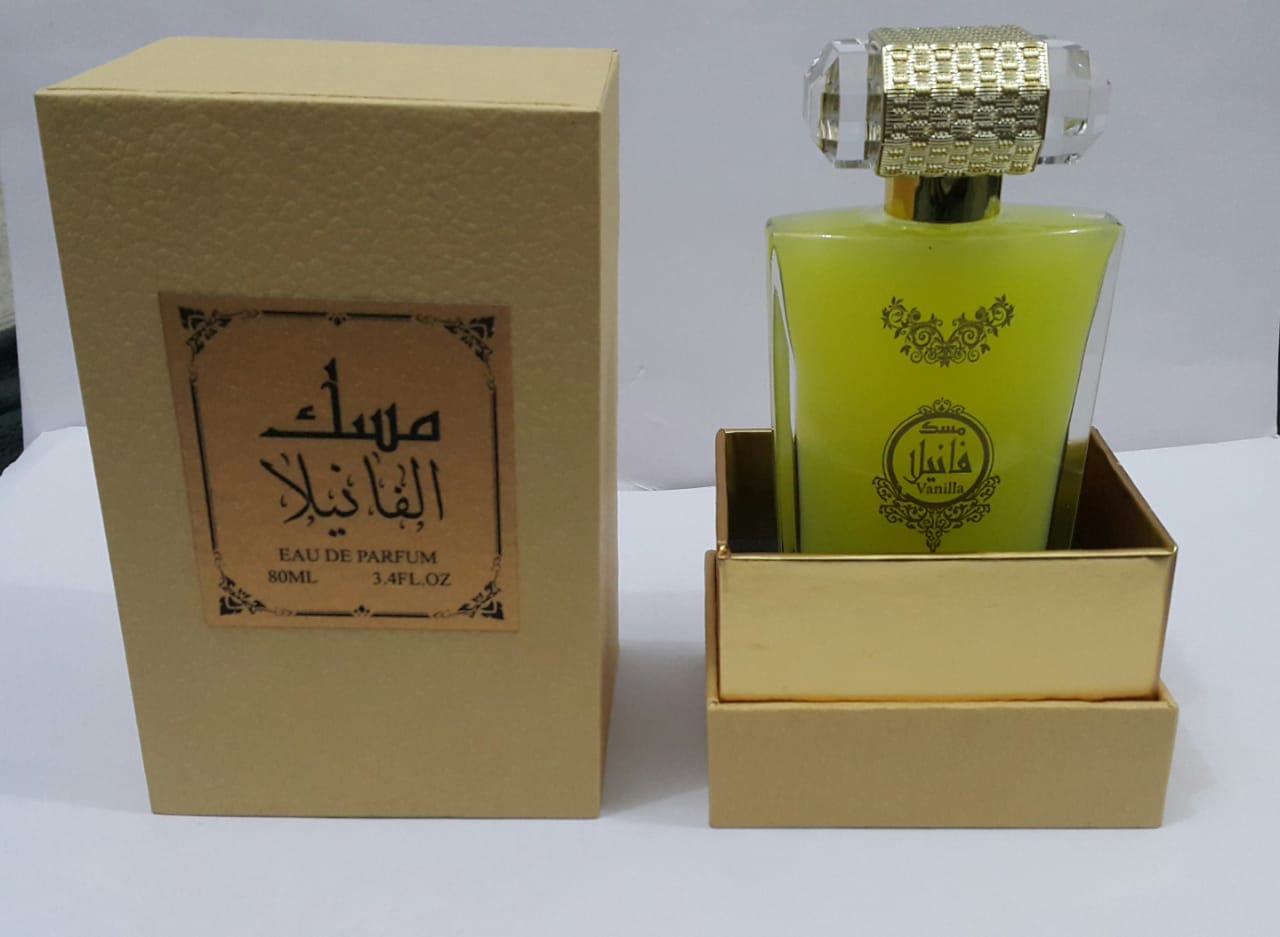 مسك
الفانيلا
EAU DE PARFUM
80ML 3.4FL.OZ
مسك
فانيلا
Vanilla